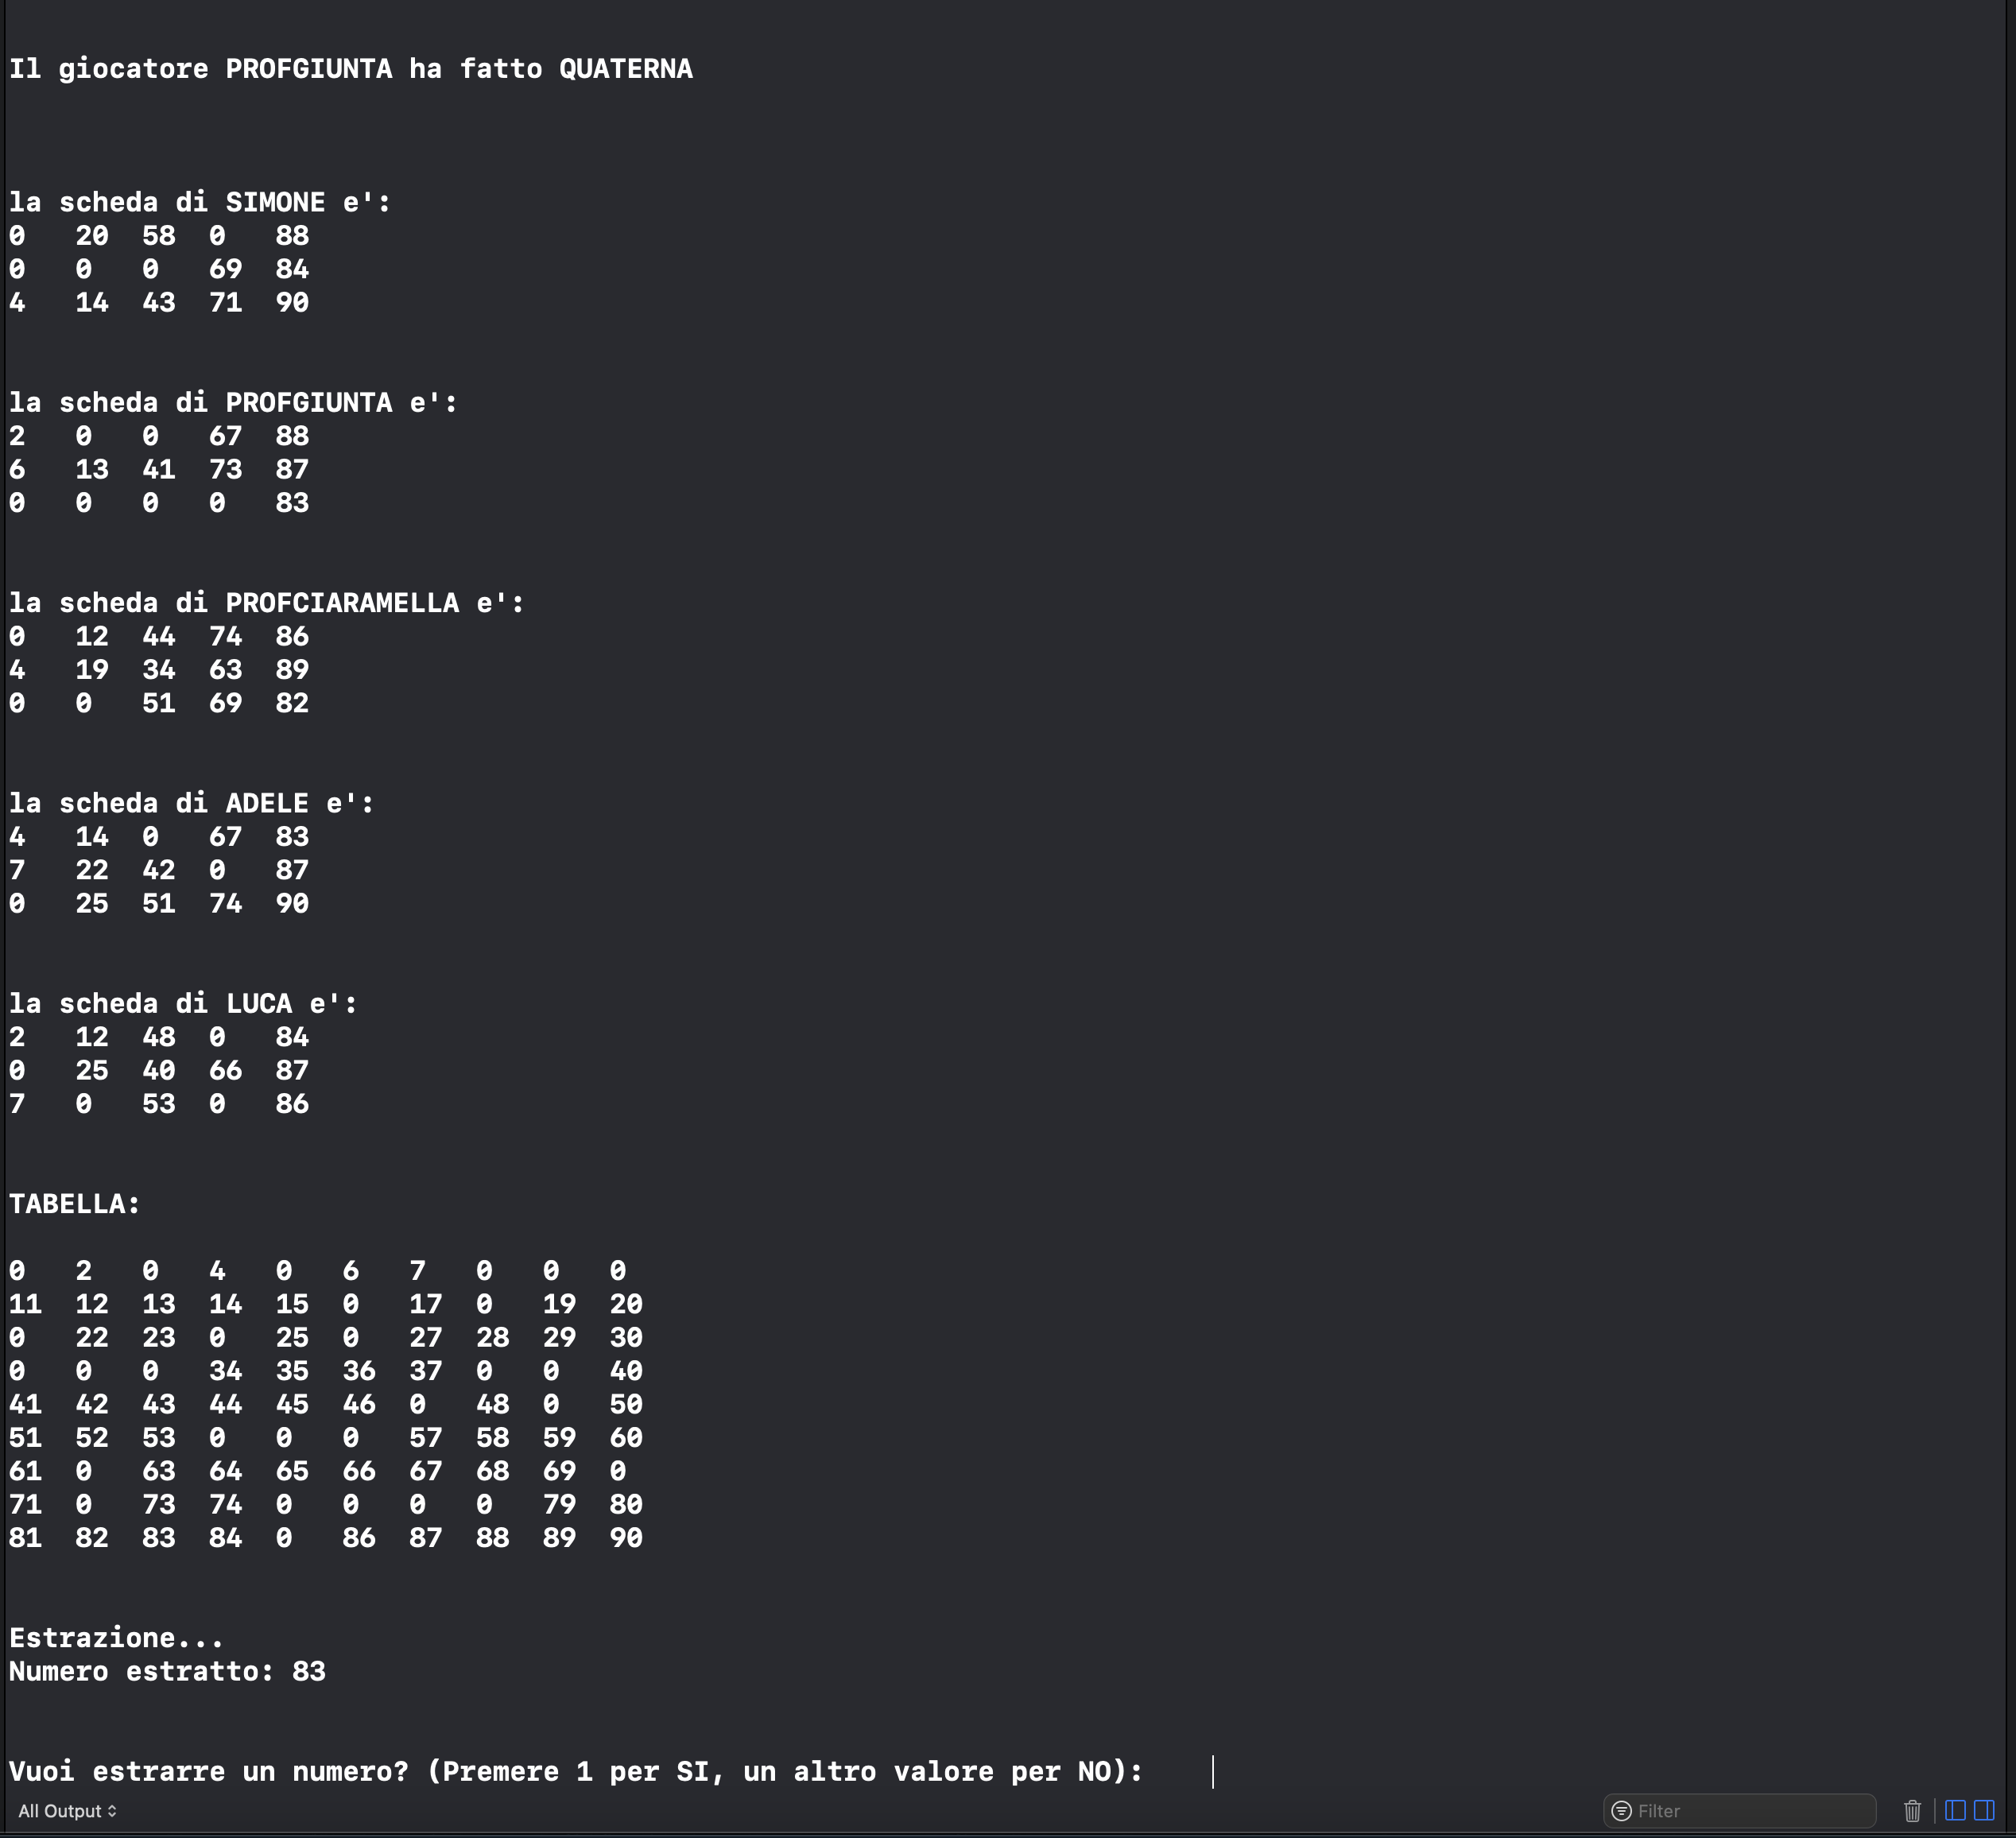 Il giocatore PROFGIUNTA ha fatto QUATERNA
la scheda di SIMONE e':
0 20 58 0 88
0 0 0 69 84
4 14 43 71 90
la scheda di PROFGIUNTA e':
2 0 0 67 88
6 13 41 73 87
0 0 0 0 83
la scheda di PROFCIARAMELLA e':
0 12 44 74 86
4 19 34 63 89
0 0 51 69 82
la scheda di ADELE e':
4 14 0 67 83
7 22 42 0 87
0 25 51 74 90
la scheda di LUCA e':
2 12 48 0 84
0 25 40 66 87
7 0 53 0 86
TABELLA:
0 2 0 4 0 6 7 0 0 0
11 12 13 14 15 0 17 0 19 20
0 22 23 0 25 0 27 28 29 30
0 0 0 34 35 36 37 0 0 40
41 42 43 44 45 46 0 48 0 50
51 52 53 0 0 0 57 58 59 60
61 0 63 64 65 66 67 68 69 0
71 0 73 74 0 0 0 0 79 80
81 82 83 84 0 86 87 88 89 90
Estrazione...
Numero estratto: 83
Vuoi estrarre un numero? (Premere 1 per SI, un altro valore per NO):
All Output Filter